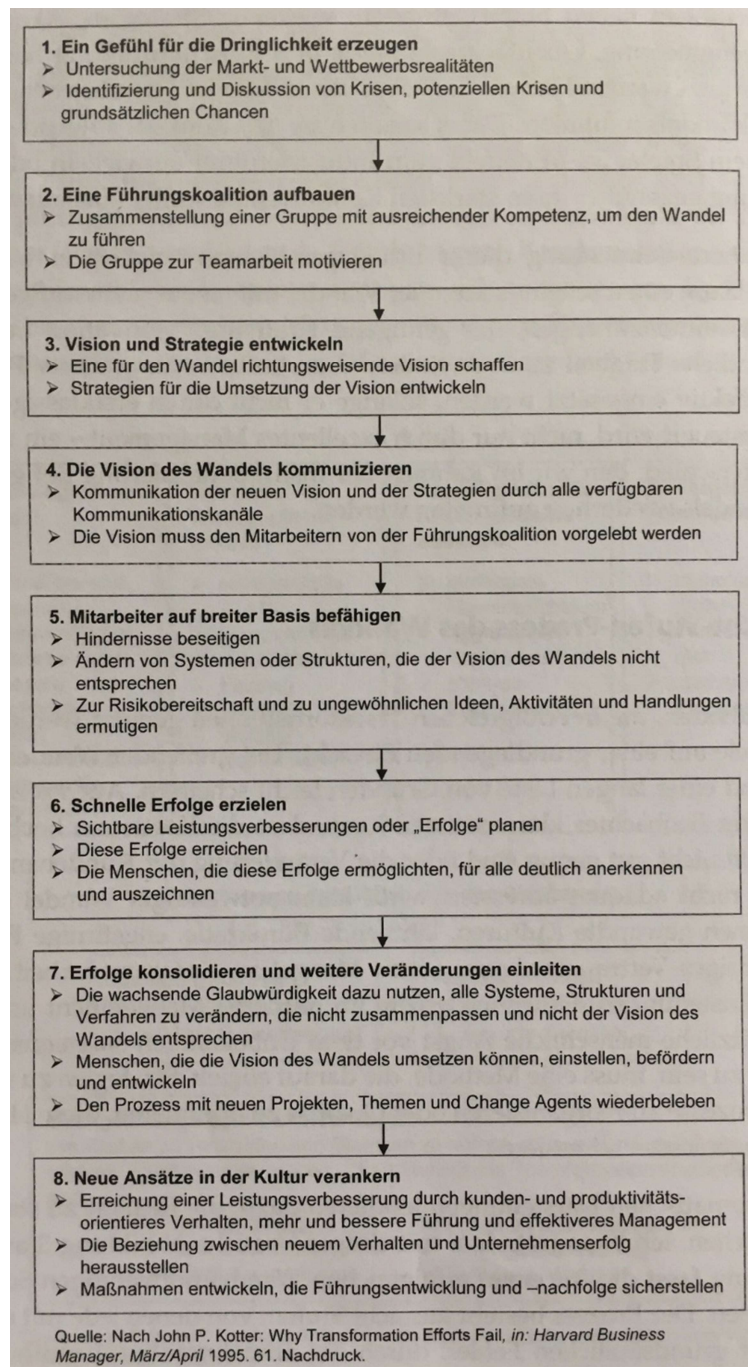 1. Ein Gefühl für die Dringlichkeit erzeugen
➢ Untersuchung der Markt- und Wettbewerbsrealitäten
➢ Identifizierung und Diskussion von Krisen, potenziellen Krisen und
grundsätzlichen Chancen
2. Eine Führungskoalition aufbauen
➢ Zusammenstellung einer Gruppe mit ausreichender Kompetenz, um den Wandel
zu führen
➢ Die Gruppe zur Teamarbeit motivieren
3. Vision und Strategie entwickeln
➢ Eine für den Wandel richtungsweisende Vision schaffen
➢ Strategien für die Umsetzung der Vision entwickeln
4. Die Vision des Wandels kommunizieren
➢ Kommunikation der neuen Vision und der Strategien durch alle verfügbaren
Kommunikationskanäle
➢ Die Vision muss den Mitarbeitern von der Führungskoalition vorgelebt werden
5. Mitarbeiter auf breiter Basis befähigen
➢ Hindernisse beseitigen
➢ Ändern von Systemen oder Strukturen, die der Vision des Wandels nicht
entsprechen
➢ Zur Risikobereitschaft und zu ungewöhnlichen Ideen, Aktivitäten und Handlungen
ermutigen
6. Schnelle Erfolge erzielen
➢ Sichtbare Leistungsverbesserungen oder „Erfolge“ planen
➢ Diese Erfolge erreichen
➢ Die Menschen, die diese Erfolge ermöglichten, für alle deutlich anerkennen
und auszeichnen
7. Erfolge konsolidieren und weitere Veränderungen einleiten
➢ Die wachsende Glaubwürdigkeit dazu nutzen, alle Systeme, Strukturen und
Verfahren zu verändern, die nicht zusammenpassen und nicht der Vision des
Wandels entsprechen
➢ Menschen, die die Vision des Wandels umsetzen können, einstellen, befördern
und entwickeln
➢ Den Prozess mit neuen Projekten, Themen und Change Agents wiederbeleben
8. Neue Ansätze in der Kultur verankern
➢ Erreichung einer Leistungsverbesserung durch kunden- und produktivitäts-
orientieres Verhalten, mehr und bessere Führung und effektiveres Management
➢ Die Beziehung zwischen neuem Verhalten und Unternehmenserfolg
herausstellen
➢ Maßnahmen entwickeln, die Führungsentwicklung und –nachfolge sicherstellen
Quelle: Nach John P. Kotter: Why Transformation Efforts Fail, in: Harvard Business
Manager, März/April 1995. 61. Nachdruck.